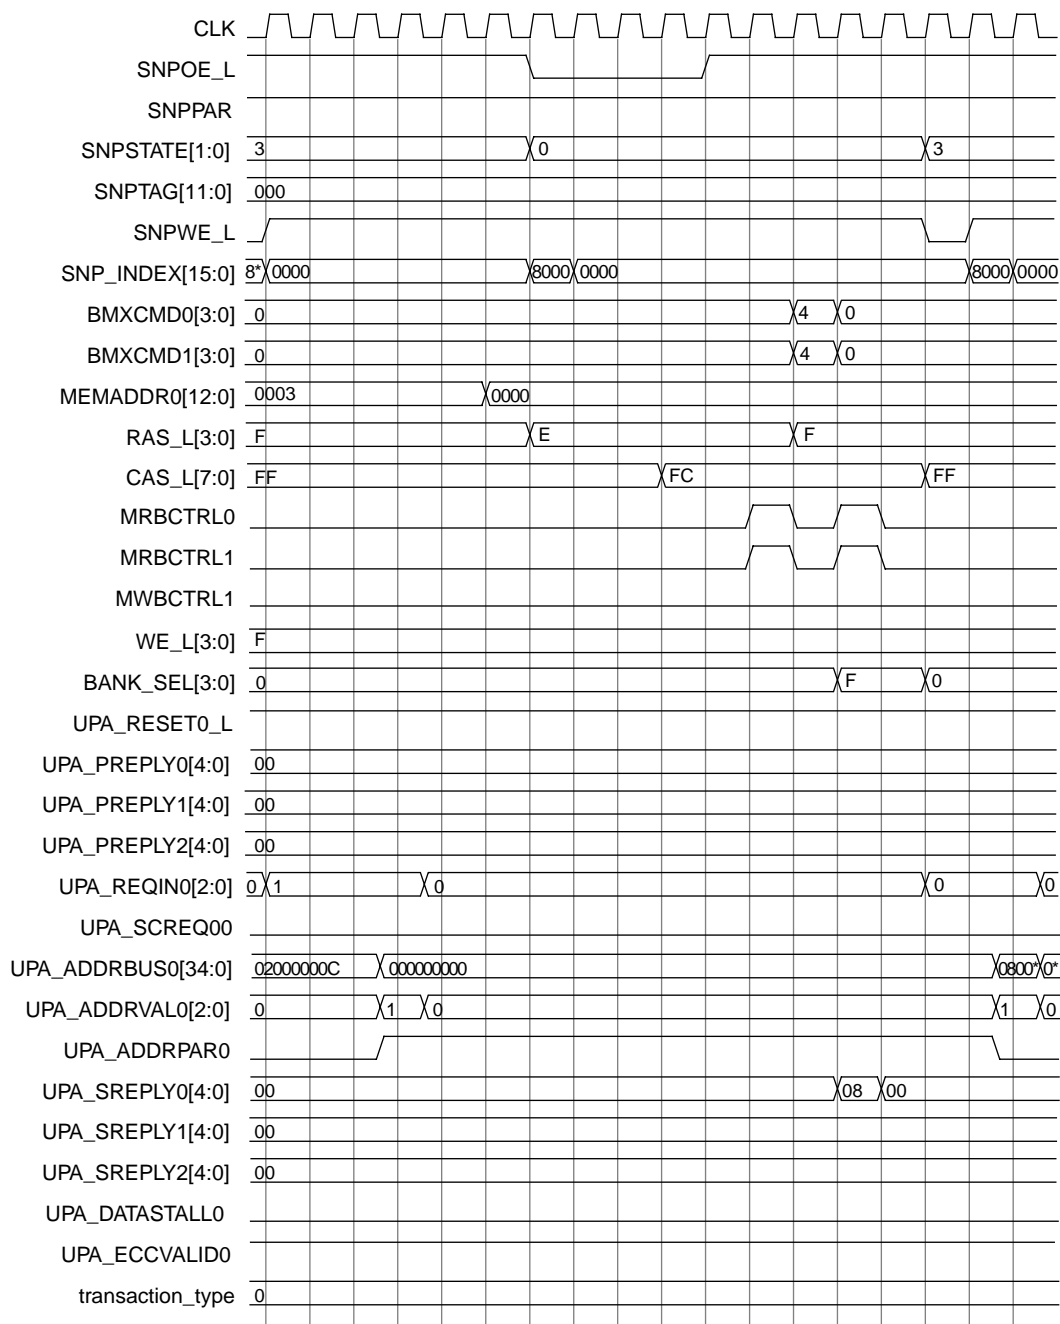 CLK
SNPOE_L
SNPPAR
SNPSTATE[1:0] 3 0 3
SNPTAG[11:0] 000
SNPWE_L
SNP_INDEX[15:0] 8* 0000 8000 0000 8000 0000
BMXCMD0[3:0] 0 4 0
BMXCMD1[3:0] 0 4 0
MEMADDR0[12:0] 0003 0000
RAS_L[3:0] F E F
CAS_L[7:0] FF FC FF
MRBCTRL0
MRBCTRL1
MWBCTRL1
WE_L[3:0] F
BANK_SEL[3:0] 0 F 0
UPA_RESET0_L
UPA_PREPLY0[4:0] 00
UPA_PREPLY1[4:0] 00
UPA_PREPLY2[4:0] 00
UPA_REQIN0[2:0] 0 1 0 0 0
UPA_SCREQ00
UPA_ADDRBUS0[34:0] 02000000C 000000000 0800* 0*
UPA_ADDRVAL0[2:0] 0 1 0 1 0
UPA_ADDRPAR0
UPA_SREPLY0[4:0] 00 08 00
UPA_SREPLY1[4:0] 00
UPA_SREPLY2[4:0] 00
UPA_DATASTALL0
UPA_ECCVALID0
transaction_type 0